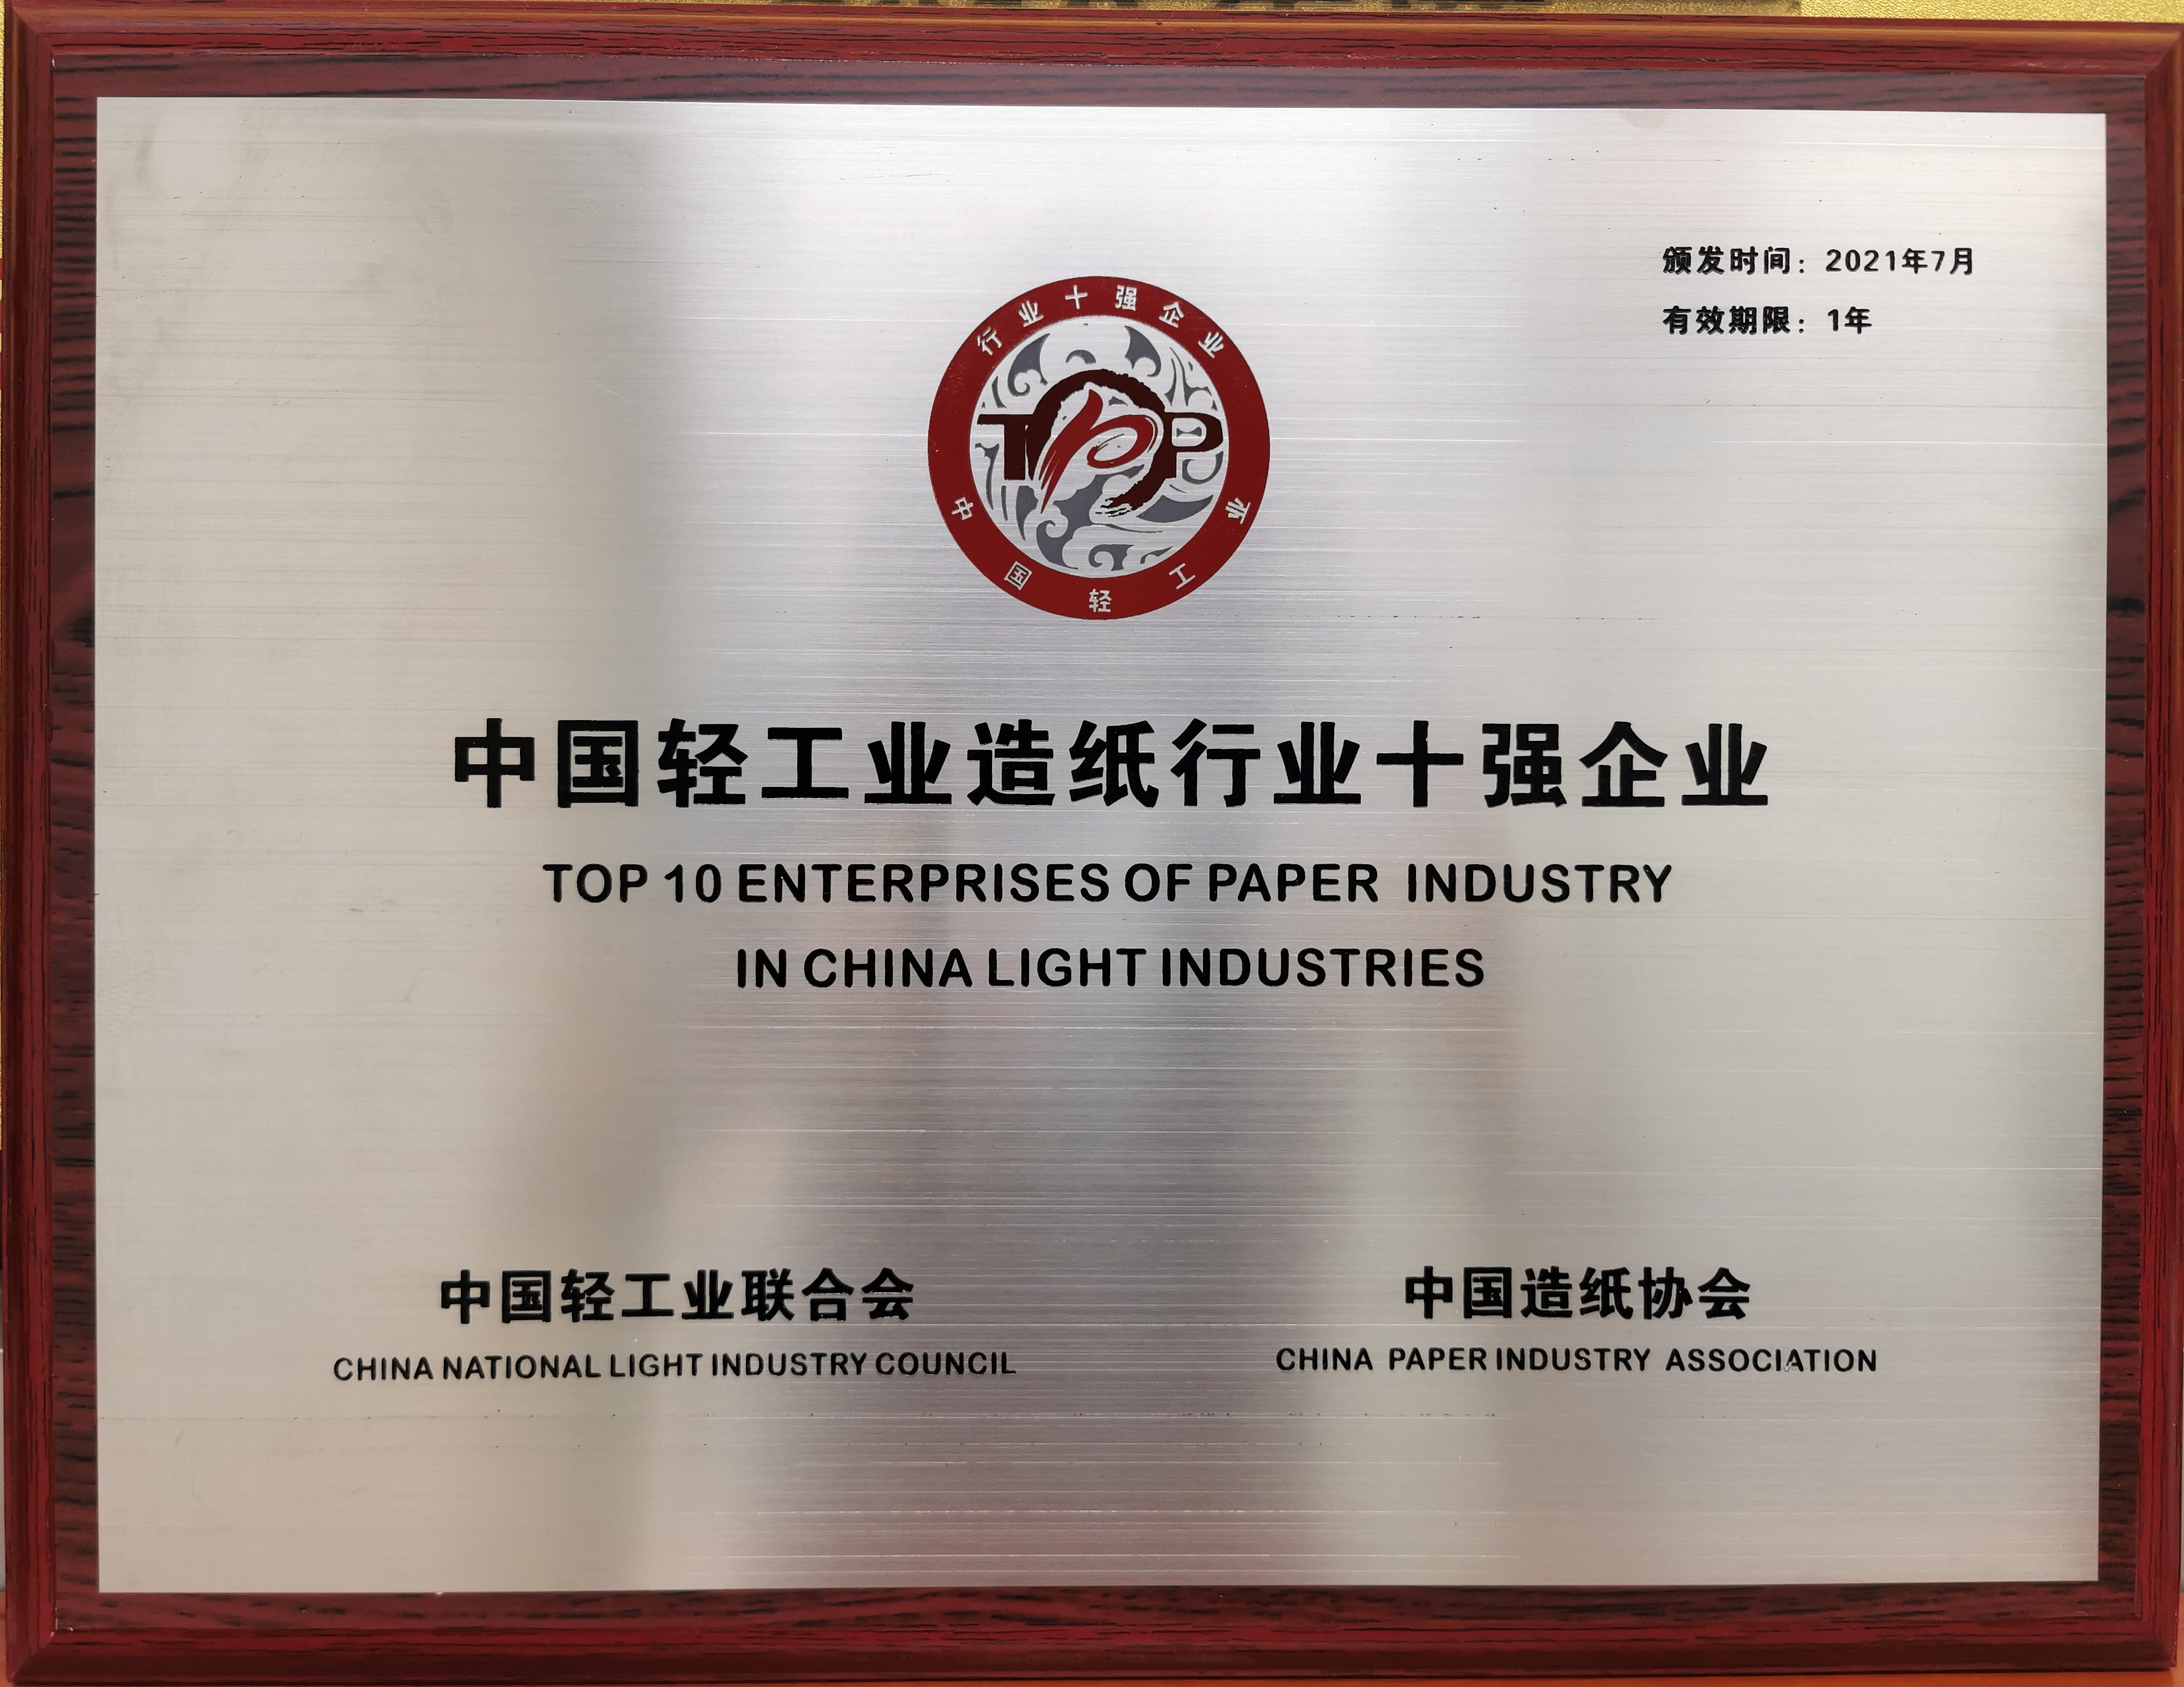 颁发时间：2021年7月
有效期限：1年
行业十强企业
TOP
中国轻工业
中国轻工业造纸行业十强企业
TOP 10 ENTERPRISES OF PAPER INDUSTRY
IN CHINA LIGHT INDUSTRIES
中国轻工业联合会
CHINA NATIONAL LIGHT INDUSTRY COUNCIL
中国造纸协会
CHINA PAPER INDUSTRY ASSOCIATION